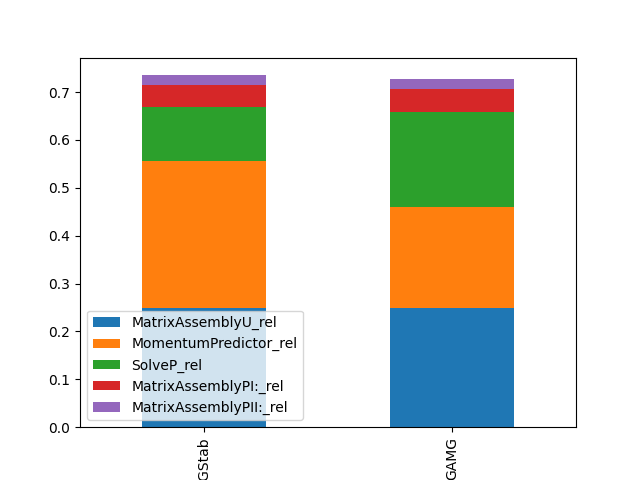 0.7
0.6
0.5
0.4
0.3
0.2
0.1
0.0
MatrixAssemblyU_rel
MomentumPredictor_rel
SolveP_rel
MatrixAssemblyPI:_rel
MatrixAssemblyPII:_rel
GStab
GAMG